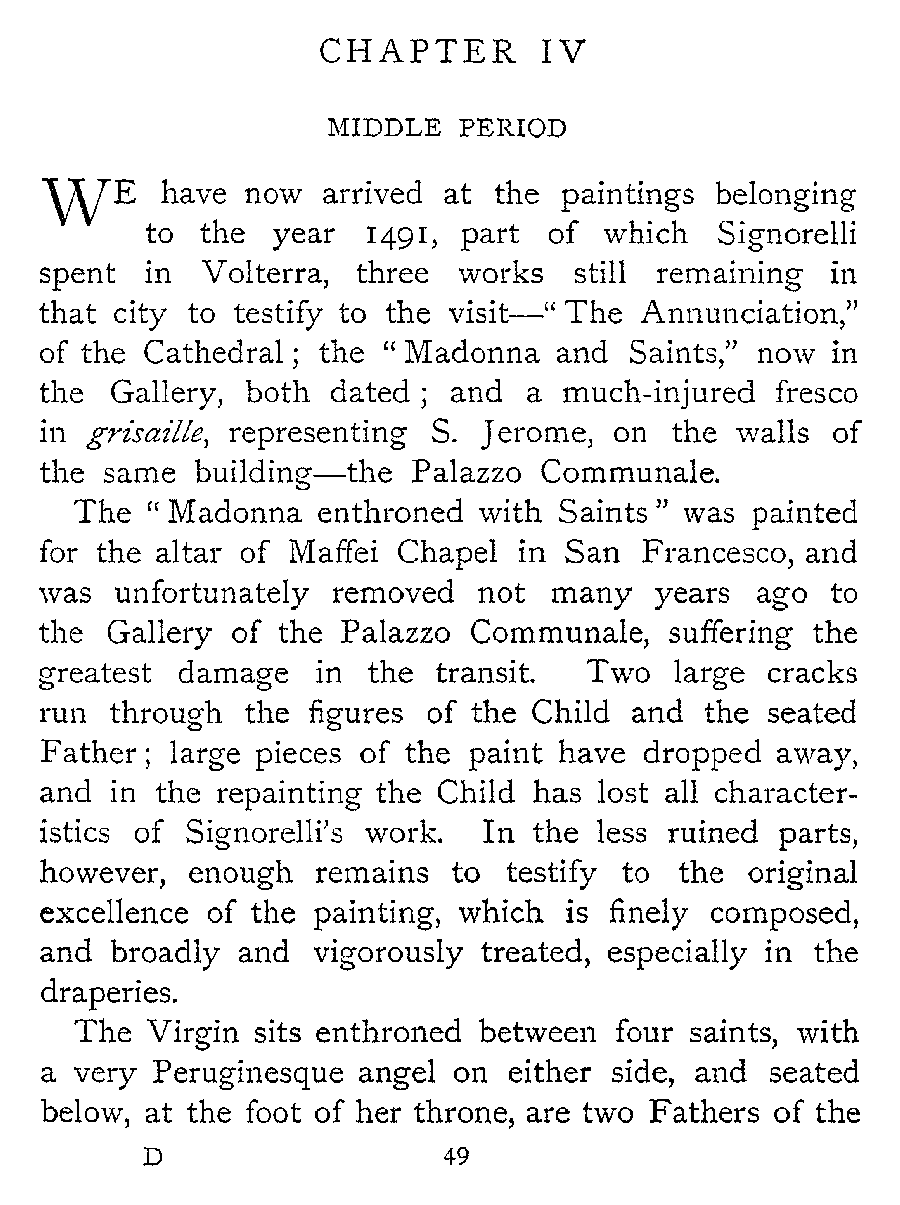 CHAPTER IV
MIDDLE PERIOD
WE have now arrived at the paintings belonging
to the year 1491, part of which Signorelli
spent in Volterra, three works still remaining in
that city to testify to the visit—“ The Annunciation,”
of the Cathedral ; the “ Madonna and Saints,” now in
the Gallery, both dated ; and a much-injured fresco
in grisaille, representing S. Jerome, on the walls of
the same building—the Palazzo Communale.
The “ Madonna enthroned with Saints ” was painted
for the altar of Maffei Chapel in San Francesco, and
was unfortunately removed not many years ago to
the Gallery of the Palazzo Communale, suffering the
greatest damage in the transit. Two large cracks
run through the figures of the Child and the seated
Father ; large pieces of the paint have dropped away,
and in the repainting the Child has lost all character-
istics of Signorelli’s work. In the less ruined parts,
however, enough remains to testify to the original
excellence of the painting, which is finely composed,
and broadly and vigorously treated, especially in the
draperies.
The Virgin sits enthroned between four saints, with
a very Peruginesque angel on either side, and seated
below, at the foot of her throne, are two Fathers of the
D 49